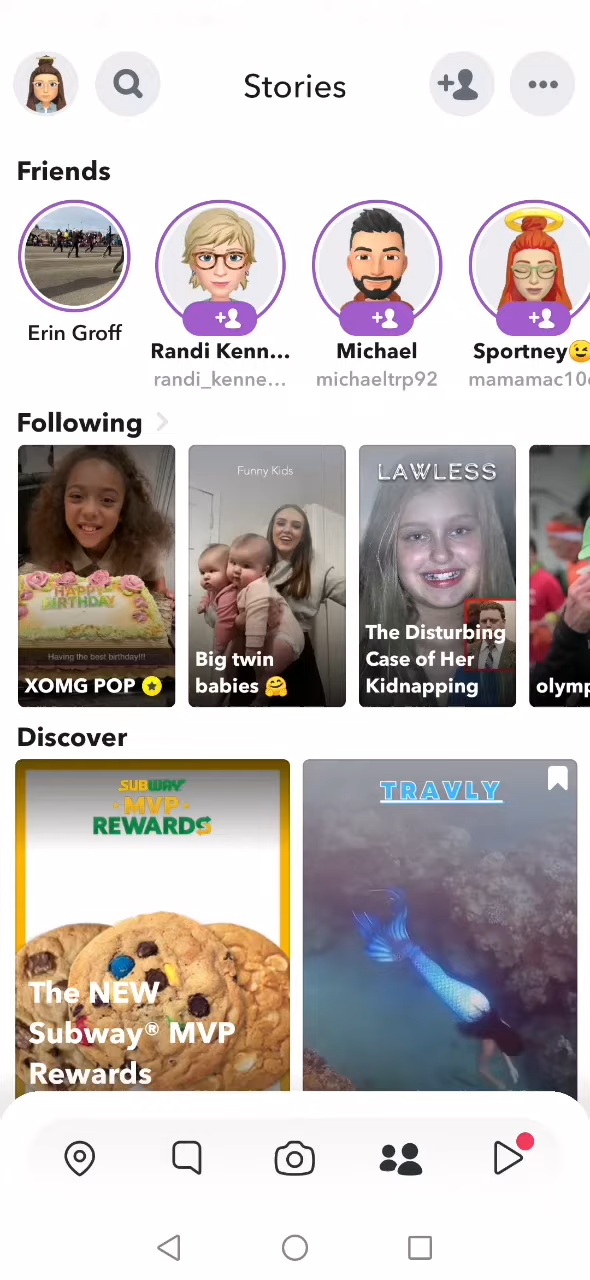 Stories
Friends
Erin Groff
Randi Kenn...
randi_kenne...
Michael
michaeltrp92
Sportney😉
mamamac10
Following
HAPPY
BIRTHDAY
Having the best birthday!!!
XOMG POP
Funny Kids
Big twin
babies 🤗
LAWLESS
The Disturbing
Case of Her
Kidnapping
olymp
Discover
SUBWAY
MVP
REWARDS
The NEW
Subway® MVP
Rewards
TRAVLY